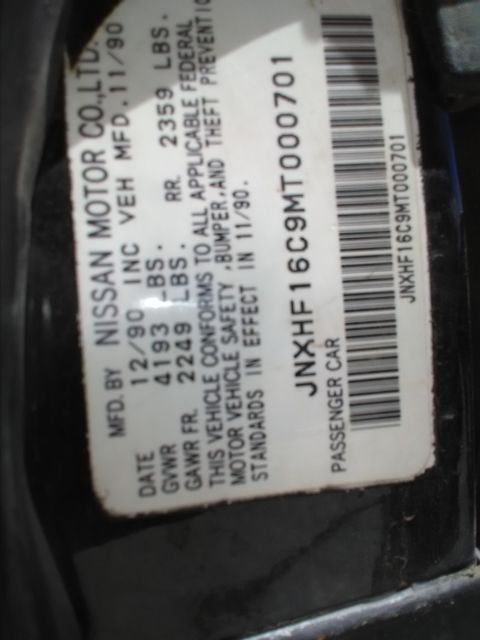 MFD. BY NISSAN MOTOR CO.,LTD.
DATE 12/90 INC VEH MFD. 11/90
GVWR 4193 LBS.
GAWR FR. 2249 LBS. RR. 2359 LBS.
THIS VEHICLE CONFORMS TO ALL APPLICABLE FEDERAL
MOTOR VEHICLE SAFETY ,BUMPER,AND THEFT PREVENTIO
STANDARDS IN EFFECT IN 11/90.
JNXHF16C9MT000701
PASSENGER CAR
JNXHF16C9MT000701